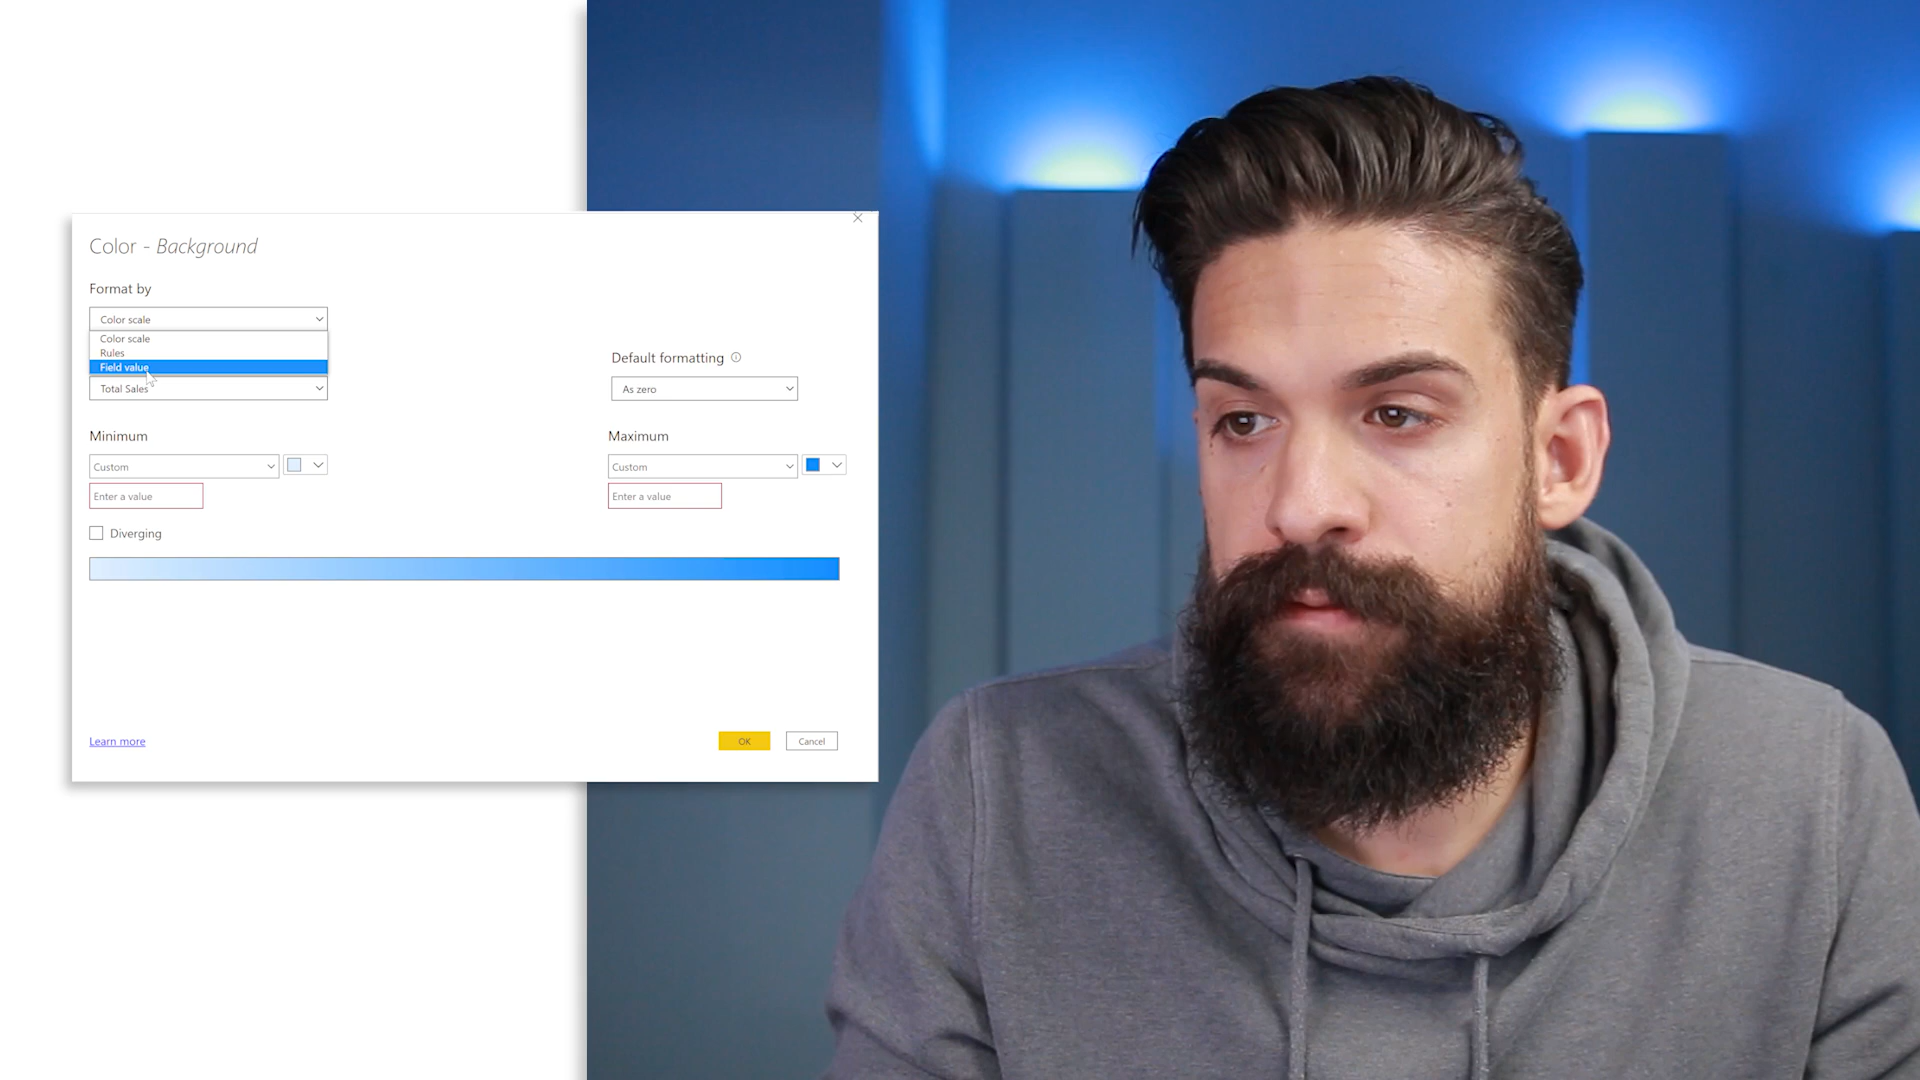 Color - Background
Format by
Color scale
Color scale
Rules
Field value
Total Sales
Default formatting
As zero
Minimum
Maximum
Custom
Custom
Enter a value
Enter a value
Diverging
Learn more
OK
Cancel